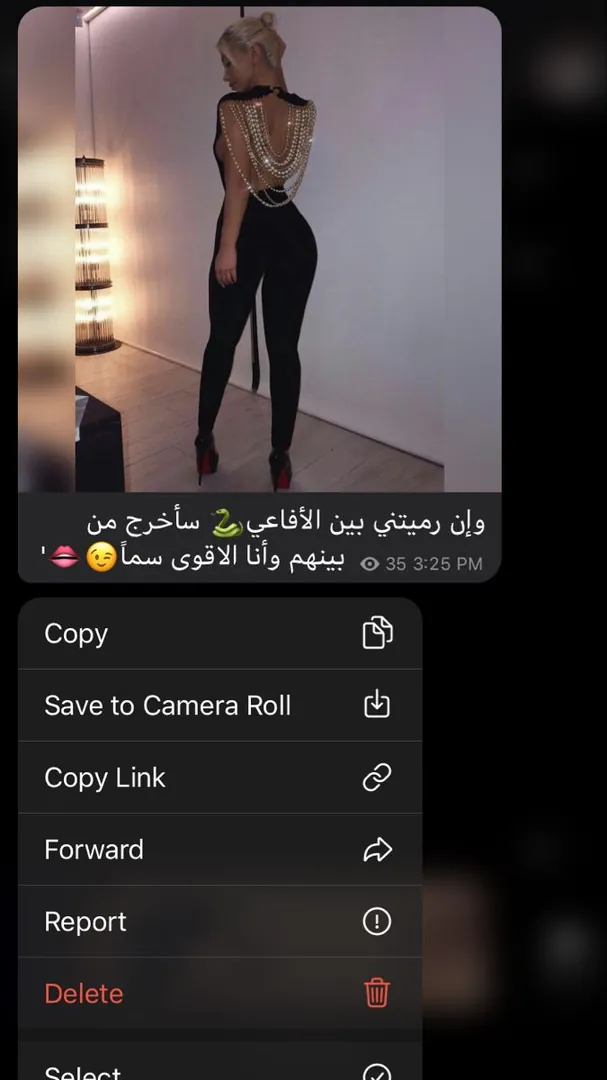 وإن رميتني بين الأفاعي🐍 سأخرج من
بينهم وأنا الاقوى سماً😉💋'
35 3:25 PM
Copy
Save to Camera Roll
Copy Link
Forward
Report
Delete
Select